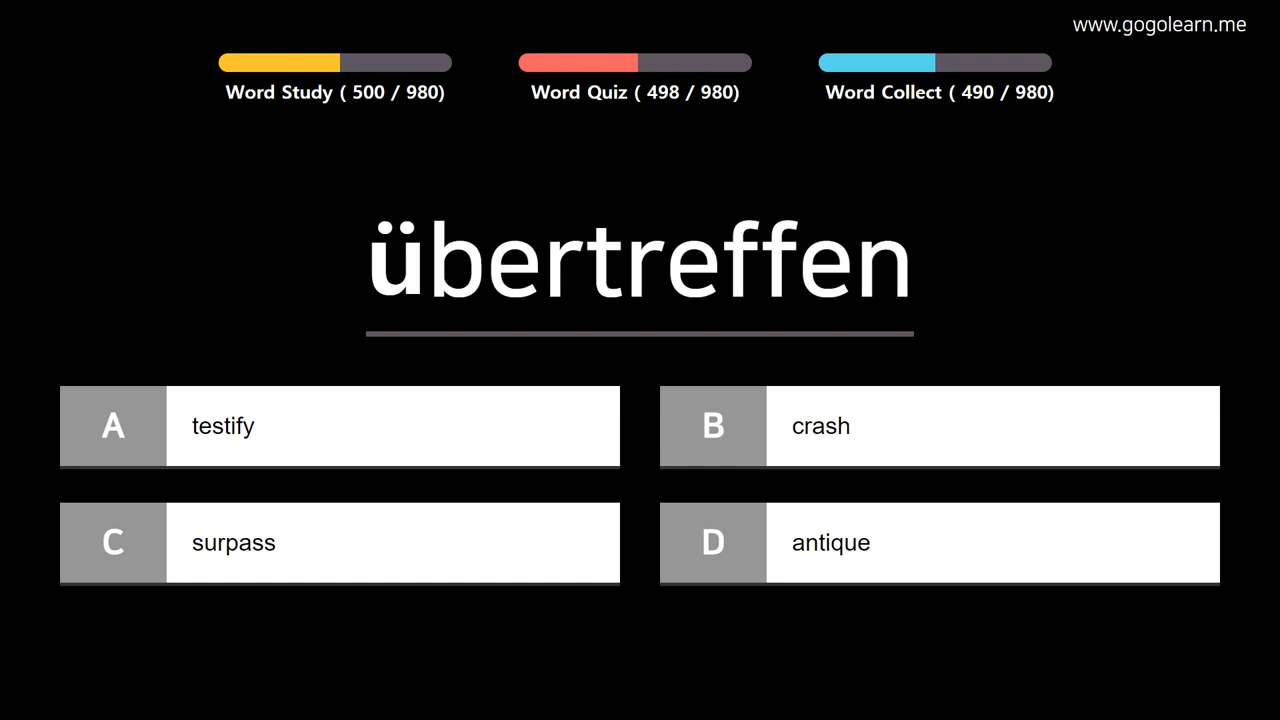 www.gogolearn.me
Word Study ( 500 / 980)
Word Quiz ( 498 / 980)
Word Collect ( 490 / 980)
übertreffen
A testify
B crash
C surpass
D antique